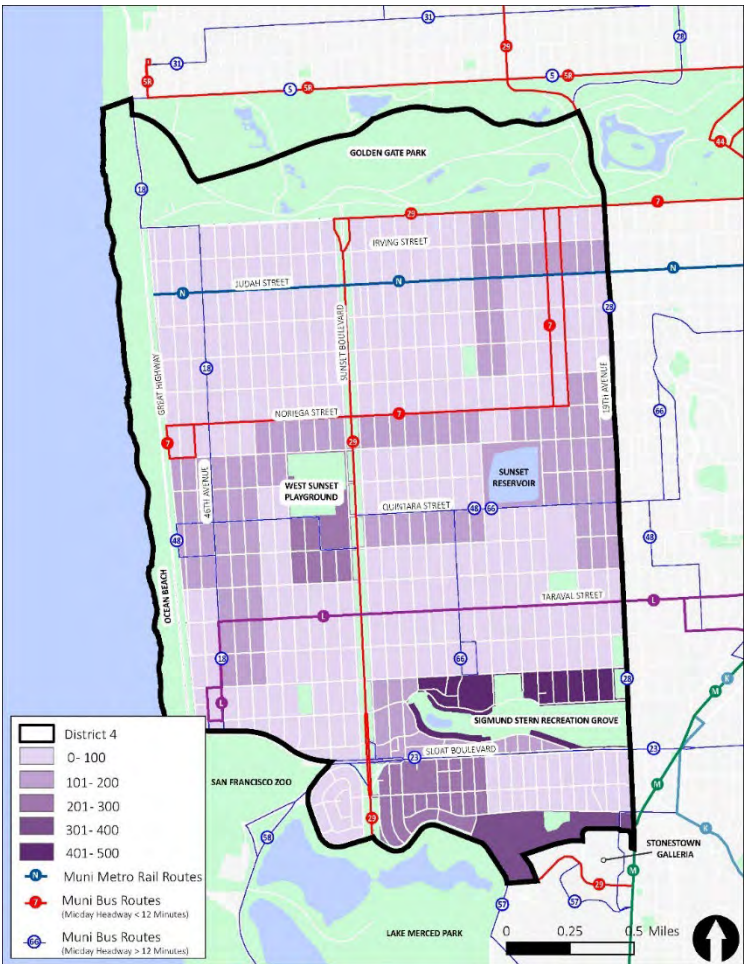 31
28
29
5R
31
5
5R
5
5R
GOLDEN GATE PARK
44
18
29
7
IRVING STREET
N
JUDAH STREET
N
N
28
SUNSET BOULEVARD
7
18
GREAT HIGHWAY
19TH AVENUE
NORIEGA STREET
7
66
7
29
46TH AVENUE
WEST SUNSET
PLAYGROUND
SUNSET
RESERVOIR
QUINTARA STREET
48
66
48
48
OCEAN BEACH
TARAVAL STREET
L
L
18
66
28
L
M
K
SIGMUND STERN RECREATION GROVE
SLOAT BOULEVARD
23
23
SAN FRANCISCO ZOO
M
29
K
58
STONESTOWN
GALLERIA
29
M
57
57
LAKE MERCED PARK
District 4
0- 100
101- 200
201- 300
301- 400
401- 500
N Muni Metro Rail Routes
7 Muni Bus Routes
(Midday Headway < 12 Minutes)
66 Muni Bus Routes
(Midday Headway > 12 Minutes)
0 0.25 0.5 Miles